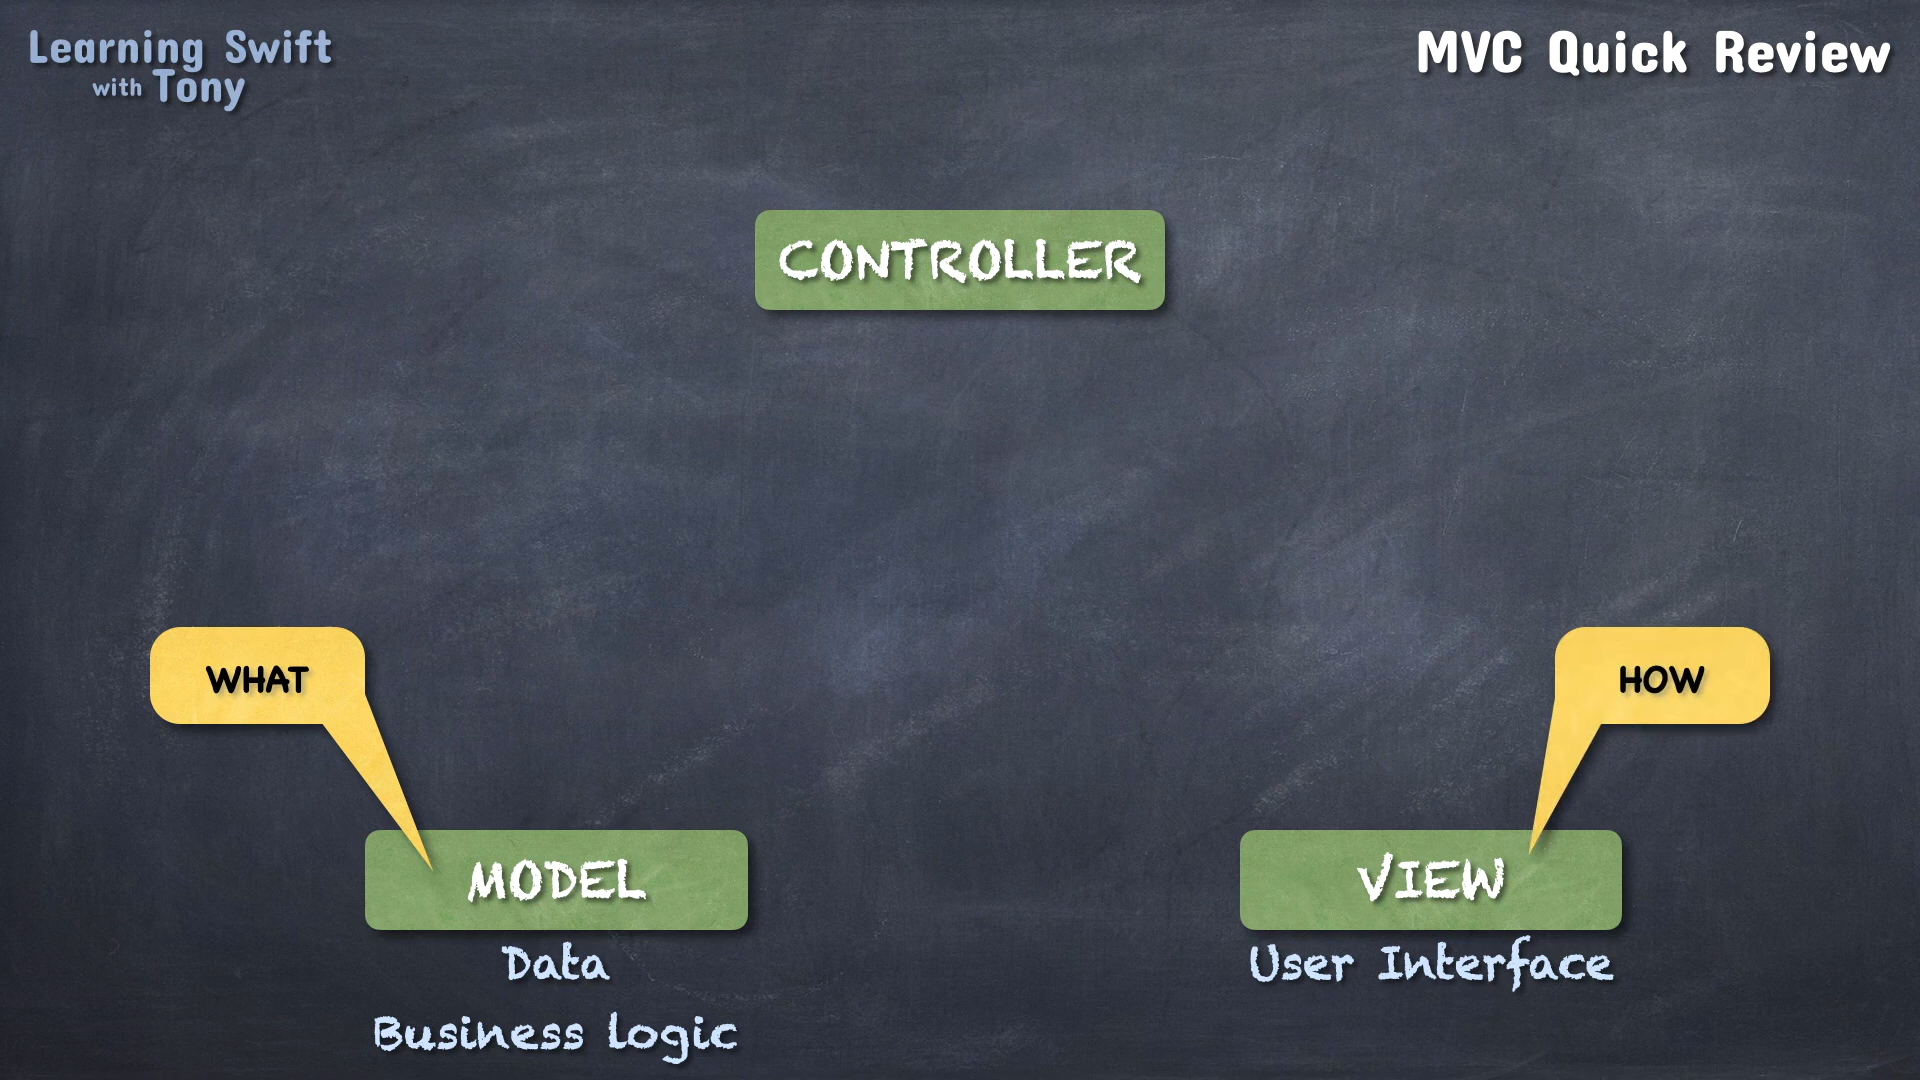 Learning Swift
with Tony
MVC Quick Review
CONTROLLER
WHAT
HOW
MODEL
VIEW
Data
User Interface
Business logic